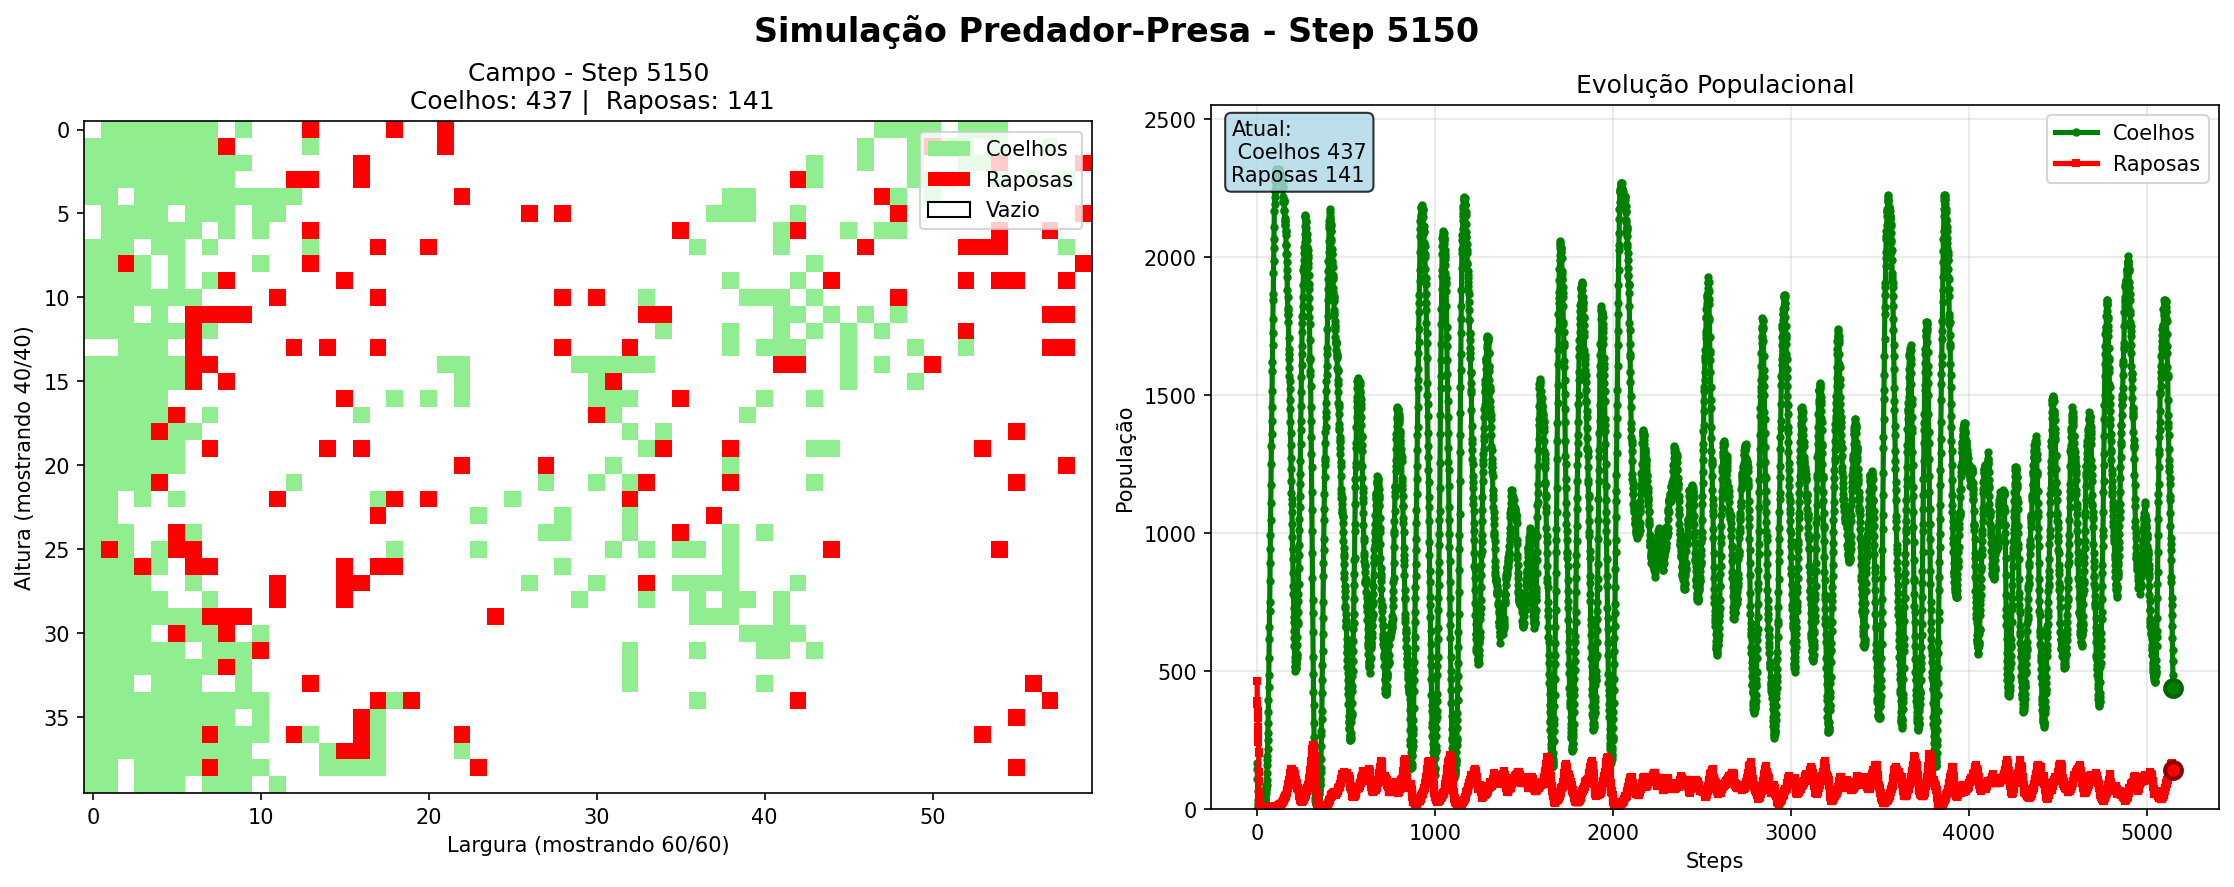 Simulação Predador-Presa - Step 5150
Campo - Step 5150
Coelhos: 437 |  Raposas: 141
Coelhos
Raposas
Vazio
0
5
10
15
20
25
30
35
Altura (mostrando 40/40)
0
10
20
30
40
50
Largura (mostrando 60/60)
Evolução Populacional
Atual:
Coelhos 437
Raposas 141
Coelhos
Raposas
2500
2000
1500
1000
500
0
População
0
1000
2000
3000
4000
5000
Steps